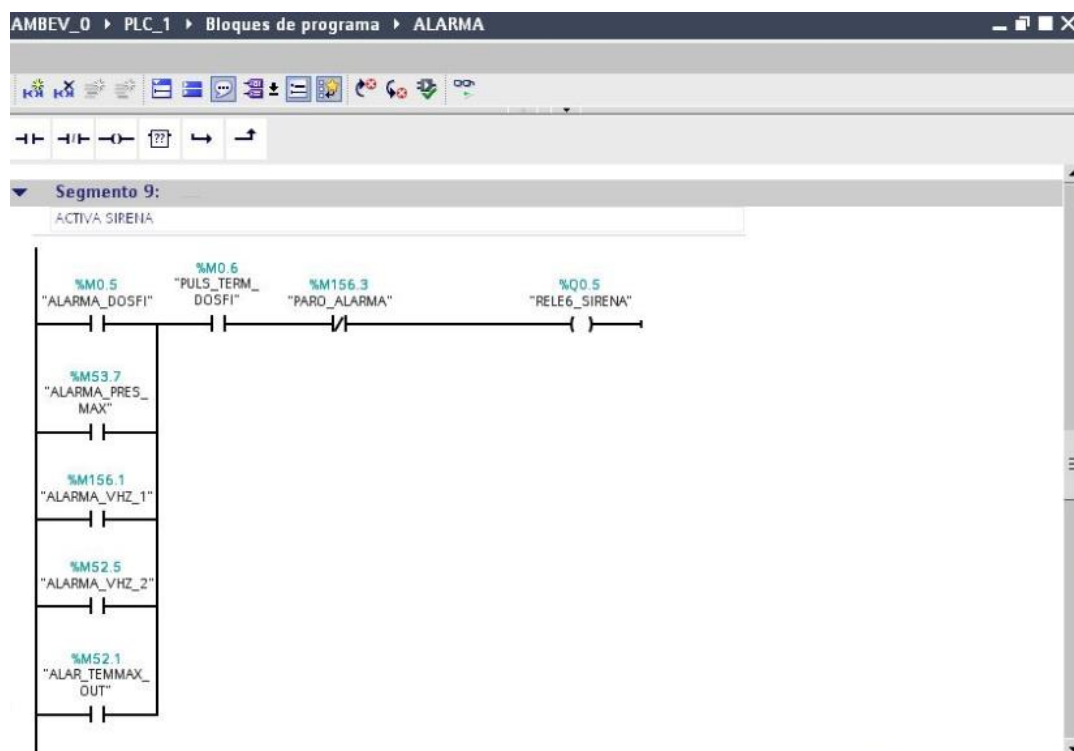 AMBEV_0 ▸ PLC_1 ▸ Bloques de programa ▸ ALARMA
Segmento 9:
ACTIVA SIRENA
%M0.5
"ALARMA_DOSFI"
%M0.6
"PULS_TERM_
DOSFI"
%M156.3
"PARO_ALARMA"
%Q0.5
"RELE6_SIRENA"
%M53.7
"ALARMA_PRES_
MAX"
%M156.1
"ALARMA_VHZ_1"
%M52.5
"ALARMA_VHZ_2"
%M52.1
"ALAR_TEMMAX_
OUT"